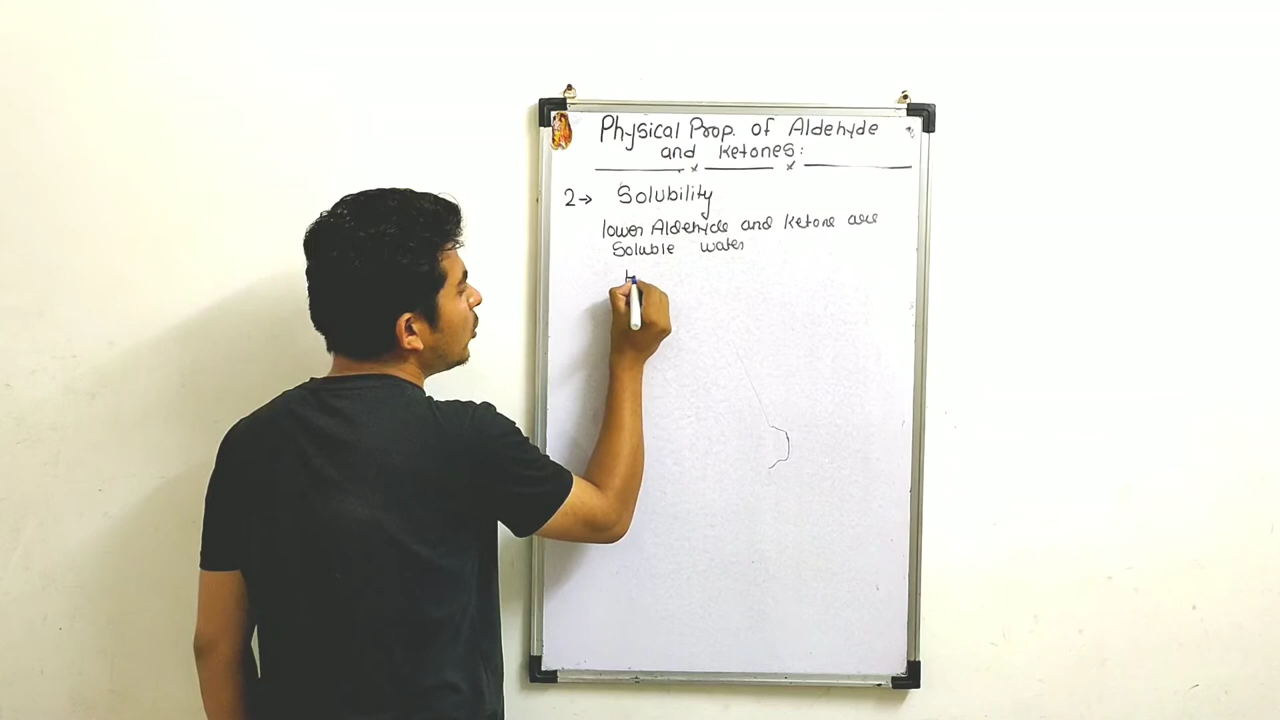 Physical Prop. of Aldehyde
and Ketones:
2→ Solubility
lower Aldehyde and Ketone are
Soluble water